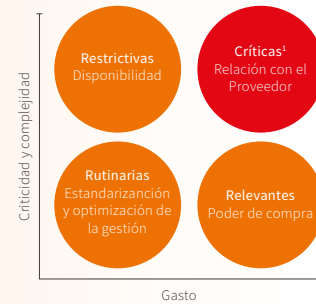 Criticidad y complejidad
Restrictivas
Disponibilidad
Críticas¹
Relación con el
Proveedor
Rutinarias
Estandarizanción
y optimización de
la gestión
Relevantes
Poder de compra
Gasto